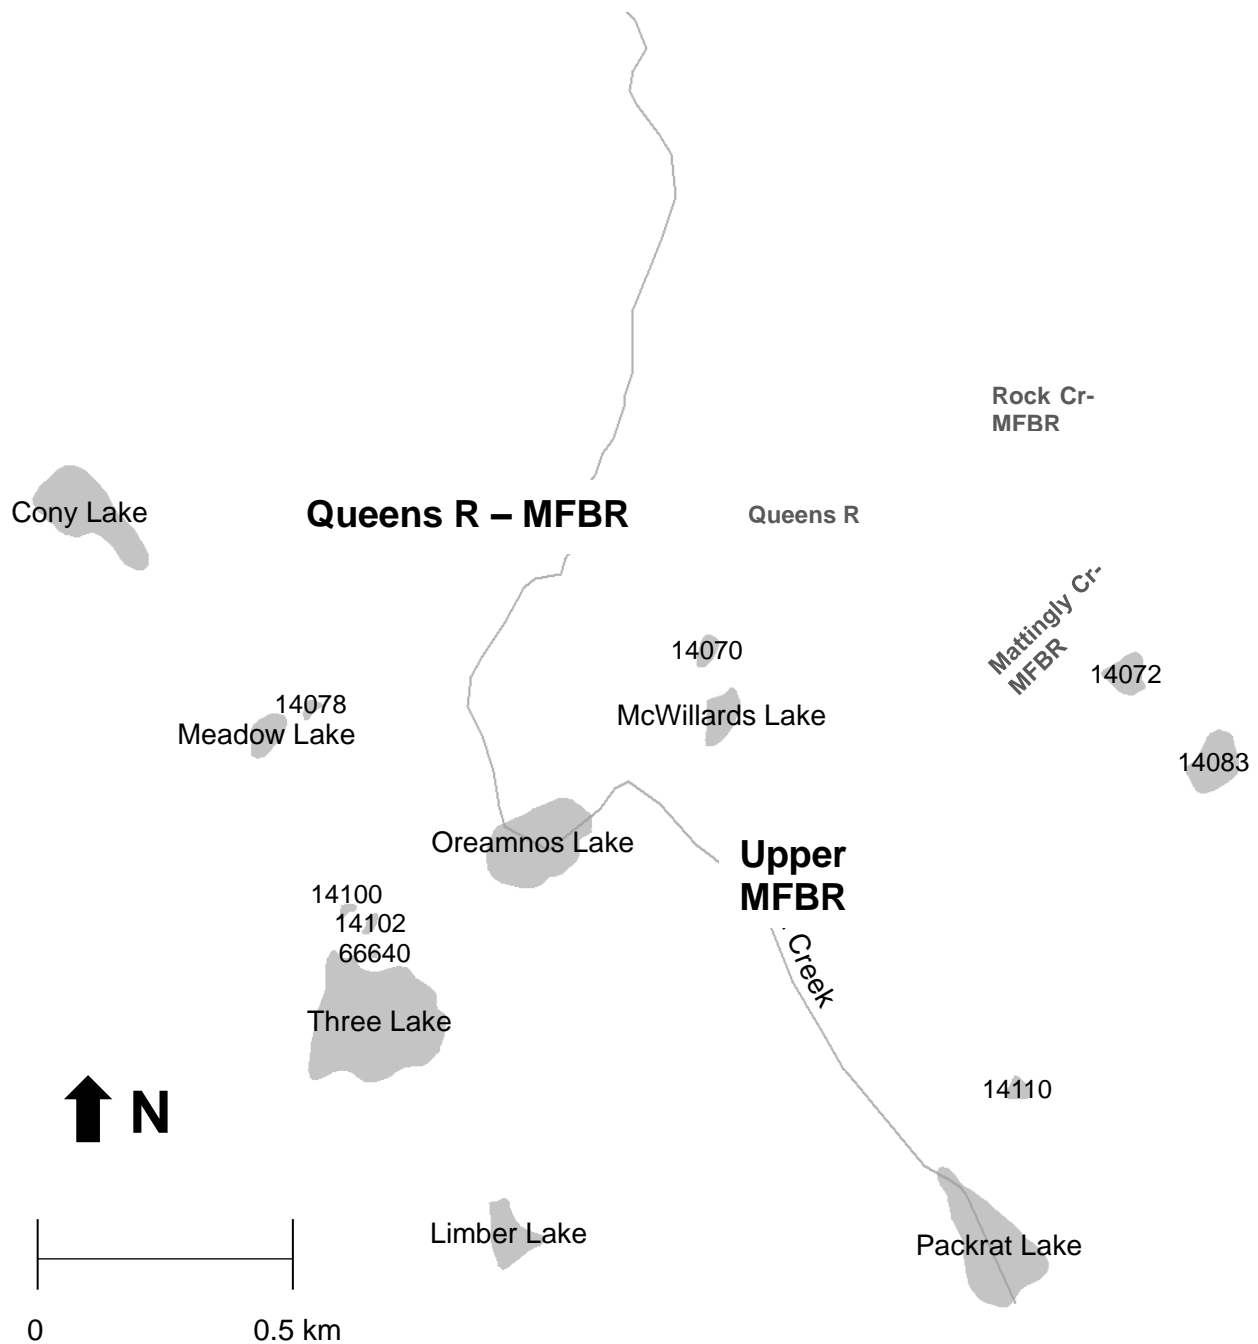 Rock Cr-
MFBR
Cony Lake
Queens R – MFBR
Queens R
Mattingly Cr-
MFBR
14070
14072
14078
McWillards Lake
Meadow Lake
14083
Oreamnos Lake
Upper
MFBR
14100
14102
66640
Creek
Three Lake
14110
N
Limber Lake
Packrat Lake
0
0.5 km